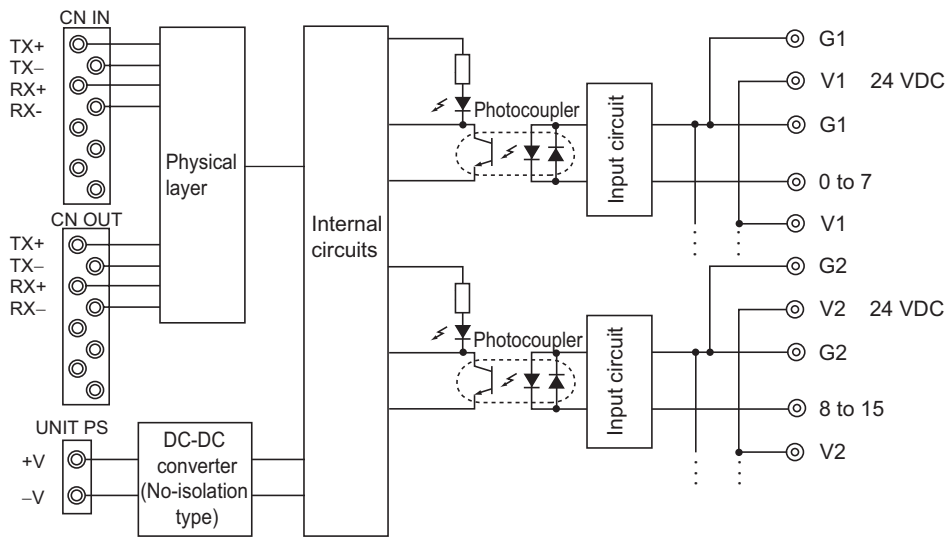 CN IN
TX+
TX−
RX+
RX-
Physical
layer
CN OUT
TX+
TX−
RX+
RX−
UNIT PS
+V
−V
DC-DC
converter
(No-isolation
type)
Internal
circuits
Photocoupler
Input circuit
G1
V1 24 VDC
G1
0 to 7
V1
Photocoupler
Input circuit
G2
V2 24 VDC
G2
8 to 15
V2